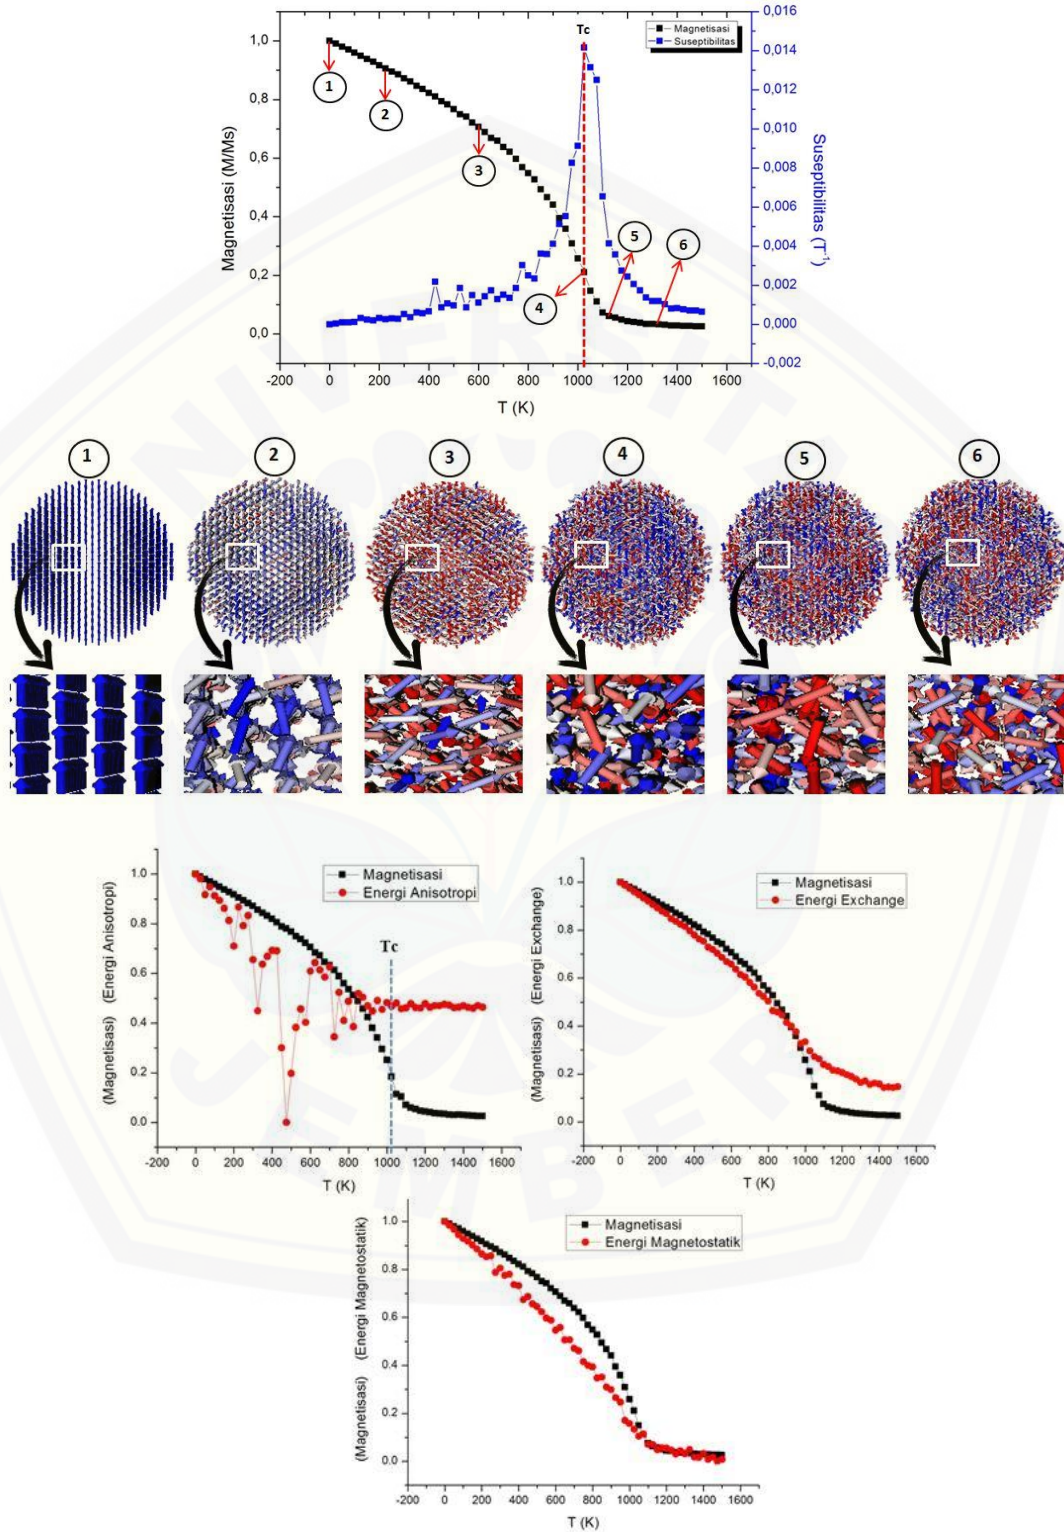 Tc
Magnetisasi
Suseptibilitas
1,0
0,8
0,6
0,4
0,2
0,0
Magnetisasi (M/Ms)
0,016
0,014
0,012
0,010
0,008
0,006
0,004
0,002
0,000
-0,002
Suseptibilitas (T⁻¹)
1
2
3
4
5
6
-200 0 200 400 600 800 1000 1200 1400 1600
T (K)
1 2 3 4 5 6
UNIVERSITAS
JEMBER
Magnetisasi
Energi Anisotropi
Tc
1.0
0.8
0.6
0.4
0.2
0.0
(Magnetisasi) (Energi Anisotropi)
-200 0 200 400 600 800 1000 1200 1400 1600
T (K)
Magnetisasi
Energi Exchange
1.0
0.8
0.6
0.4
0.2
0.0
(Magnetisasi) (Energi Exchange)
-200 0 200 400 600 800 1000 1200 1400 1600
T (K)
Magnetisasi
Energi Magnetostatik
1.0
0.8
0.6
0.4
0.2
0.0
(Magnetisasi) (Energi Magnetostatik)
-200 0 200 400 600 800 1000 1200 1400 1600
T (K)